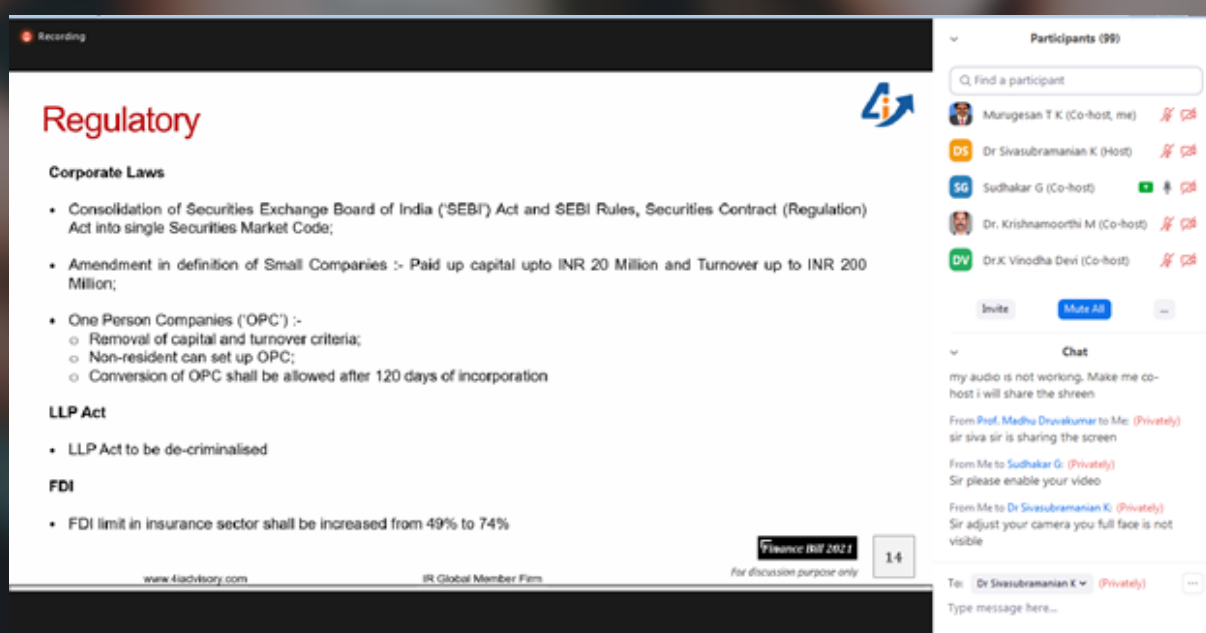 Recording
4i
Regulatory
Corporate Laws
• Consolidation of Securities Exchange Board of India ('SEBI') Act and SEBI Rules, Securities Contract (Regulation)
Act into single Securities Market Code;
• Amendment in definition of Small Companies :- Paid up capital upto INR 20 Million and Turnover up to INR 200
Million;
• One Person Companies ('OPC') :-
o Removal of capital and turnover criteria;
o Non-resident can set up OPC;
o Conversion of OPC shall be allowed after 120 days of incorporation
LLP Act
• LLP Act to be de-criminalised
FDI
• FDI limit in insurance sector shall be increased from 49% to 74%
Finance Bill 2021
For discussion purpose only
14
www.4iadvisory.com
IR Global Member Firm
Participants (99)
Find a participant
Murugesan T K (Co-host, me)
DS Dr Sivasubramanian K (Host)
SG Sudhakar G (Co-host)
Dr. Krishnamoorthi M (Co-host)
DV Dr.K Vinodha Devi (Co-host)
Invite
Mute All
...
Chat
my audio is not working. Make me co-
host i will share the shreen
From Prof. Madhu Druvakumar to Me: (Privately)
sir siva sir is sharing the screen
From Me to Sudhakar G: (Privately)
Sir please enable your video
From Me to Dr Sivasubramanian K: (Privately)
Sir adjust your camera you full face is not
visible
To: Dr Sivasubramanian K (Privately)
...
Type message here...